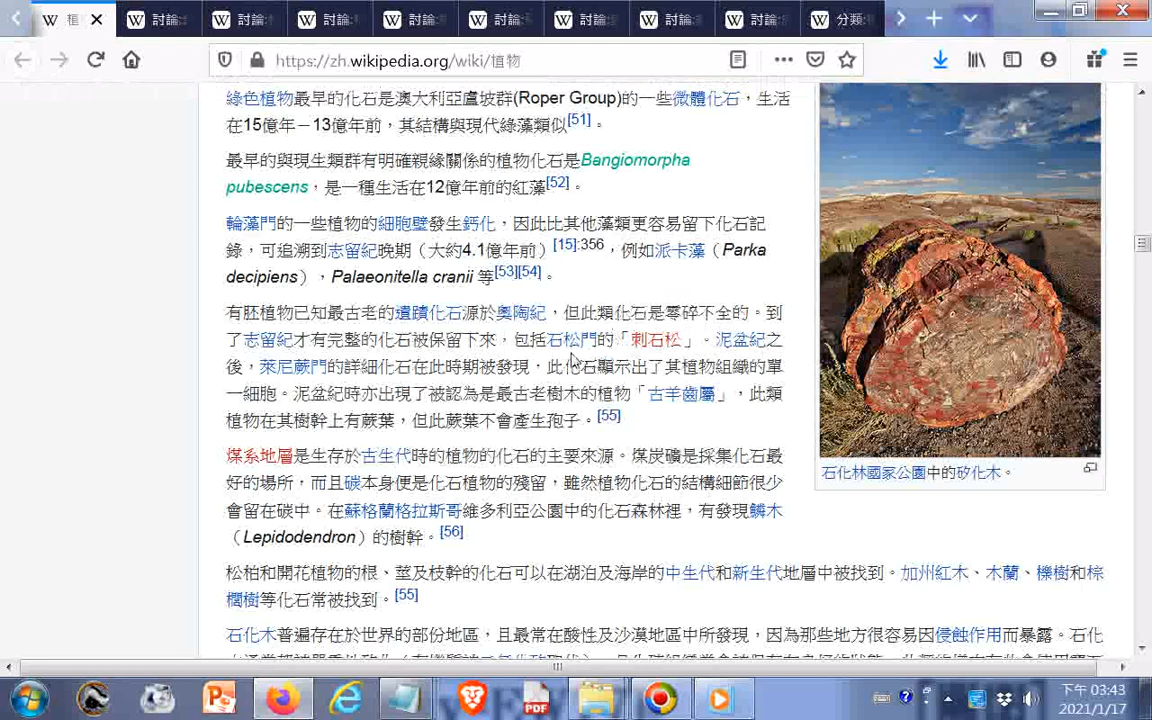 植
討論:
討論:
討論:
討論:
討論:
討論:
討論:
討論:
分類:
https://zh.wikipedia.org/wiki/植物
綠色植物最早的化石是澳大利亞盧坡群(Roper Group)的一些微體化石，生活
在15億年－13億年前，其結構與現代綠藻類似[51]。
最早的與現生類群有明確親緣關係的植物化石是Bangiomorpha
pubescens，是一種生活在12億年前的紅藻[52]。
輪藻門的一些植物的細胞壁發生鈣化，因此比其他藻類更容易留下化石記
錄，可追溯到志留紀晚期（大約4.1億年前）[15]:356，例如派卡藻（Parka
decipiens），Palaeonitella cranii 等[53][54]。
有胚植物已知最古老的遺蹟化石源於奧陶紀，但此類化石是零碎不全的。到
了志留紀才有完整的化石被保留下來，包括石松門的「刺石松」。泥盆紀之
後，萊尼蕨門的詳細化石在此時期被發現，此化石顯示出了其植物組織的單
一細胞。泥盆紀時亦出現了被認為是最古老樹木的植物「古羊齒屬」，此類
植物在其樹幹上有蕨葉，但此蕨葉不會產生孢子。[55]
煤系地層是生存於古生代時的植物的化石的主要來源。煤炭礦是採集化石最
好的場所，而且碳本身便是化石植物的殘留，雖然植物化石的結構細節很少
會留在碳中。在蘇格蘭格拉斯哥維多利亞公園中的化石森林裡，有發現鱗木
（Lepidodendron）的樹幹。[56]
石化林國家公園中的矽化木。
松柏和開花植物的根、莖及枝幹的化石可以在湖泊及海岸的中生代和新生代地層中被找到。加州紅木、木蘭、櫟樹和棕
櫚樹等化石常被找到。[55]
石化木普遍存在於世界的部份地區，且最常在酸性及沙漠地區中所發現，因為那些地方很容易因侵蝕作用而暴露。石化
PDF
下午 03:43
2021/1/17